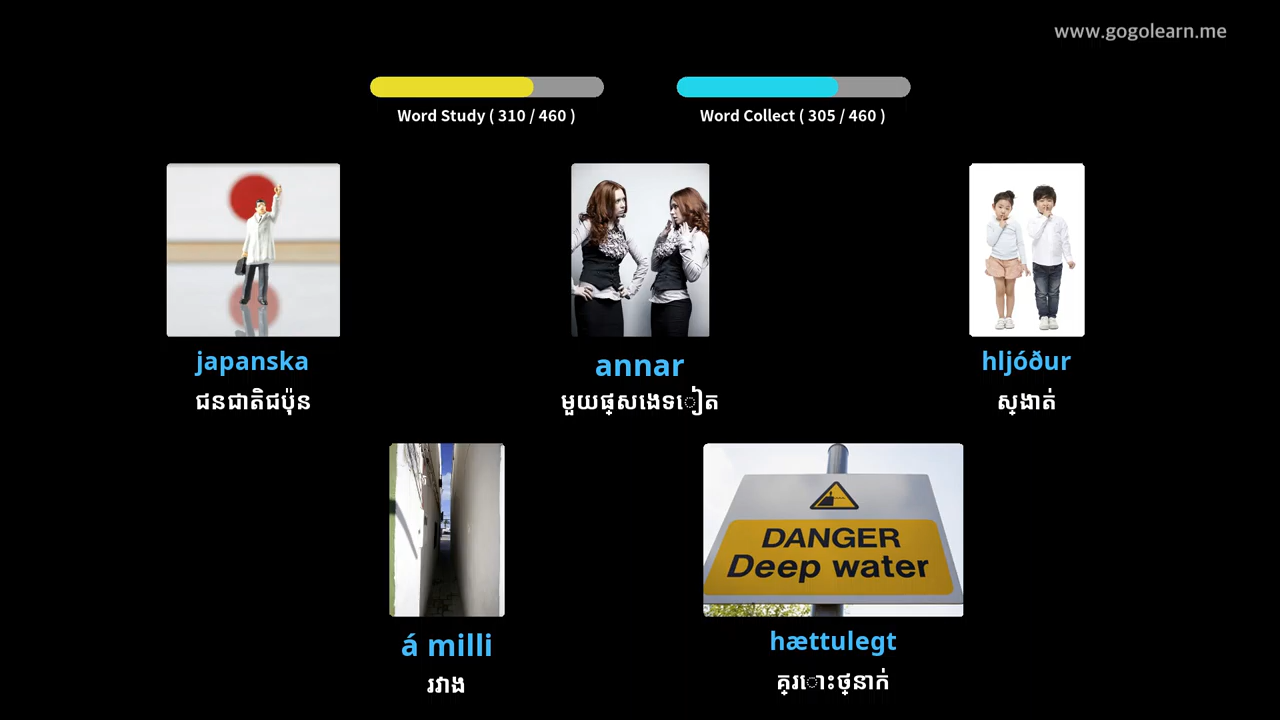 www.gogolearn.me
Word Study ( 310 / 460 )
Word Collect ( 305 / 460 )
japanska
ជនជាតិជប៉ុន
annar
មួយផ្សេងទៀត
hljóður
ស្ងាត់
DANGER
Deep water
á milli
រវាង
hættulegt
គ្រោះថ្នាក់